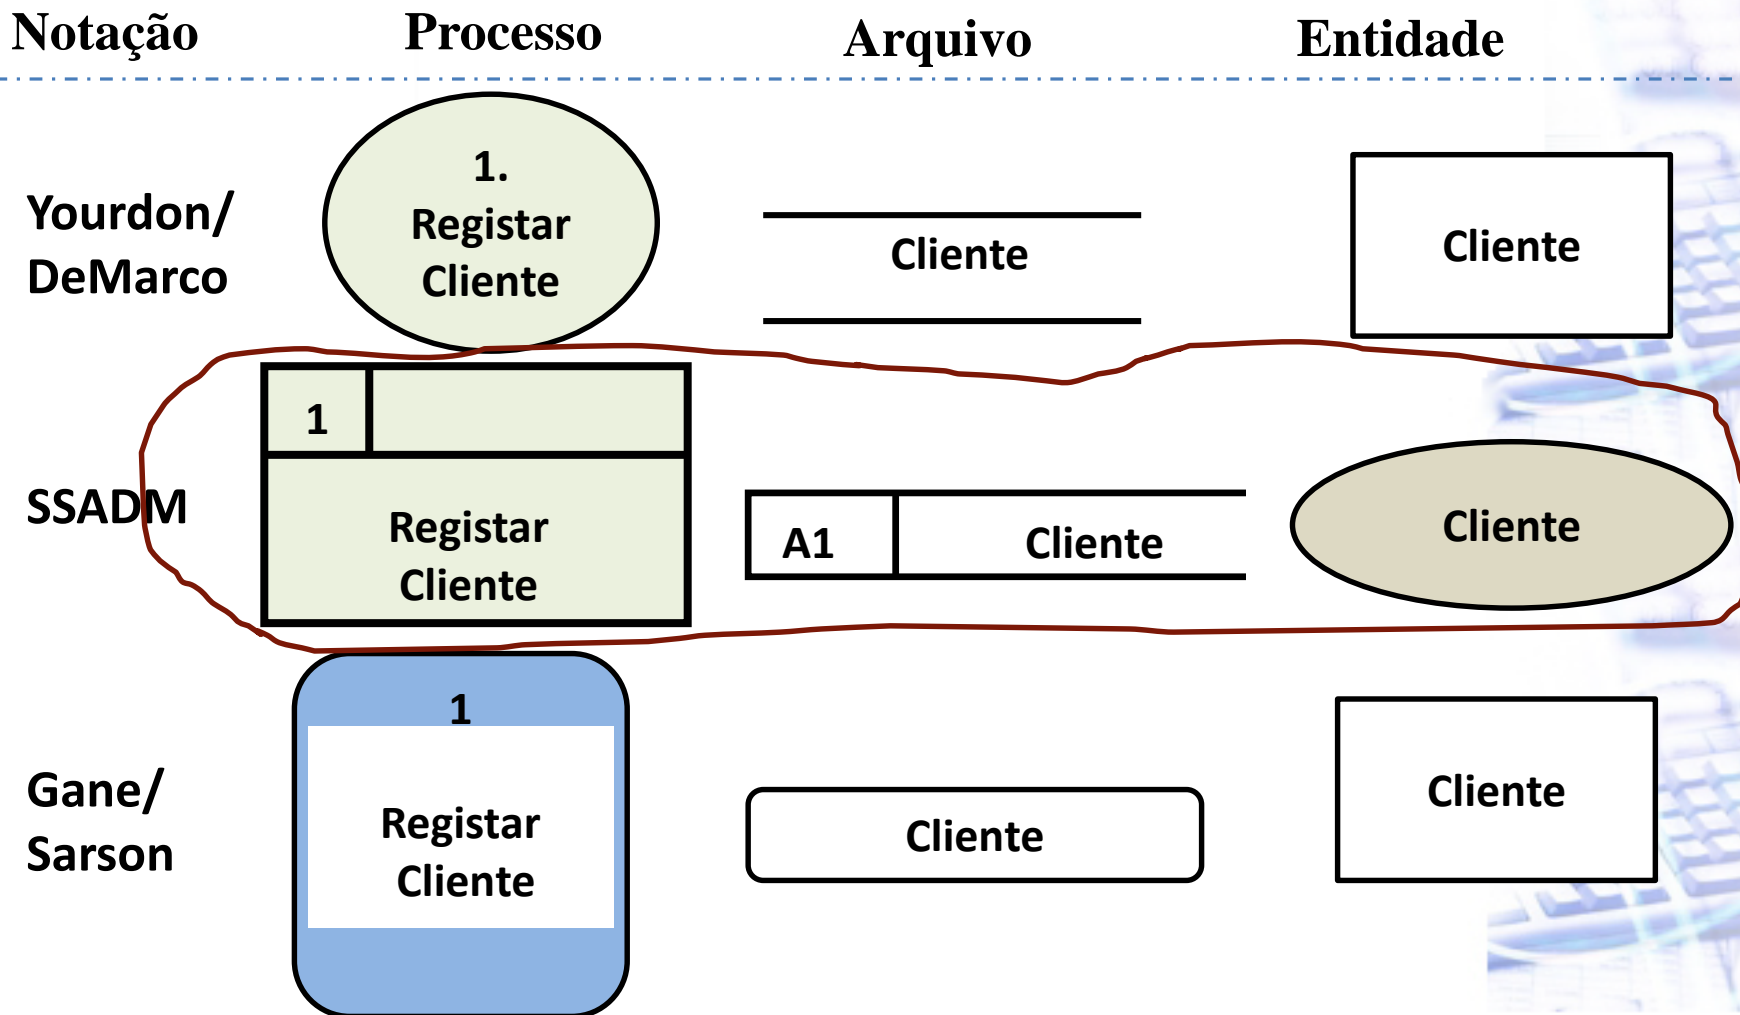 Notação Processo Arquivo Entidade
Yourdon/
DeMarco
1.
Registar
Cliente
Cliente
Cliente
SSADM
1
Registar
Cliente
A1 Cliente
Cliente
Gane/
Sarson
1
Registar
Cliente
Cliente
Cliente